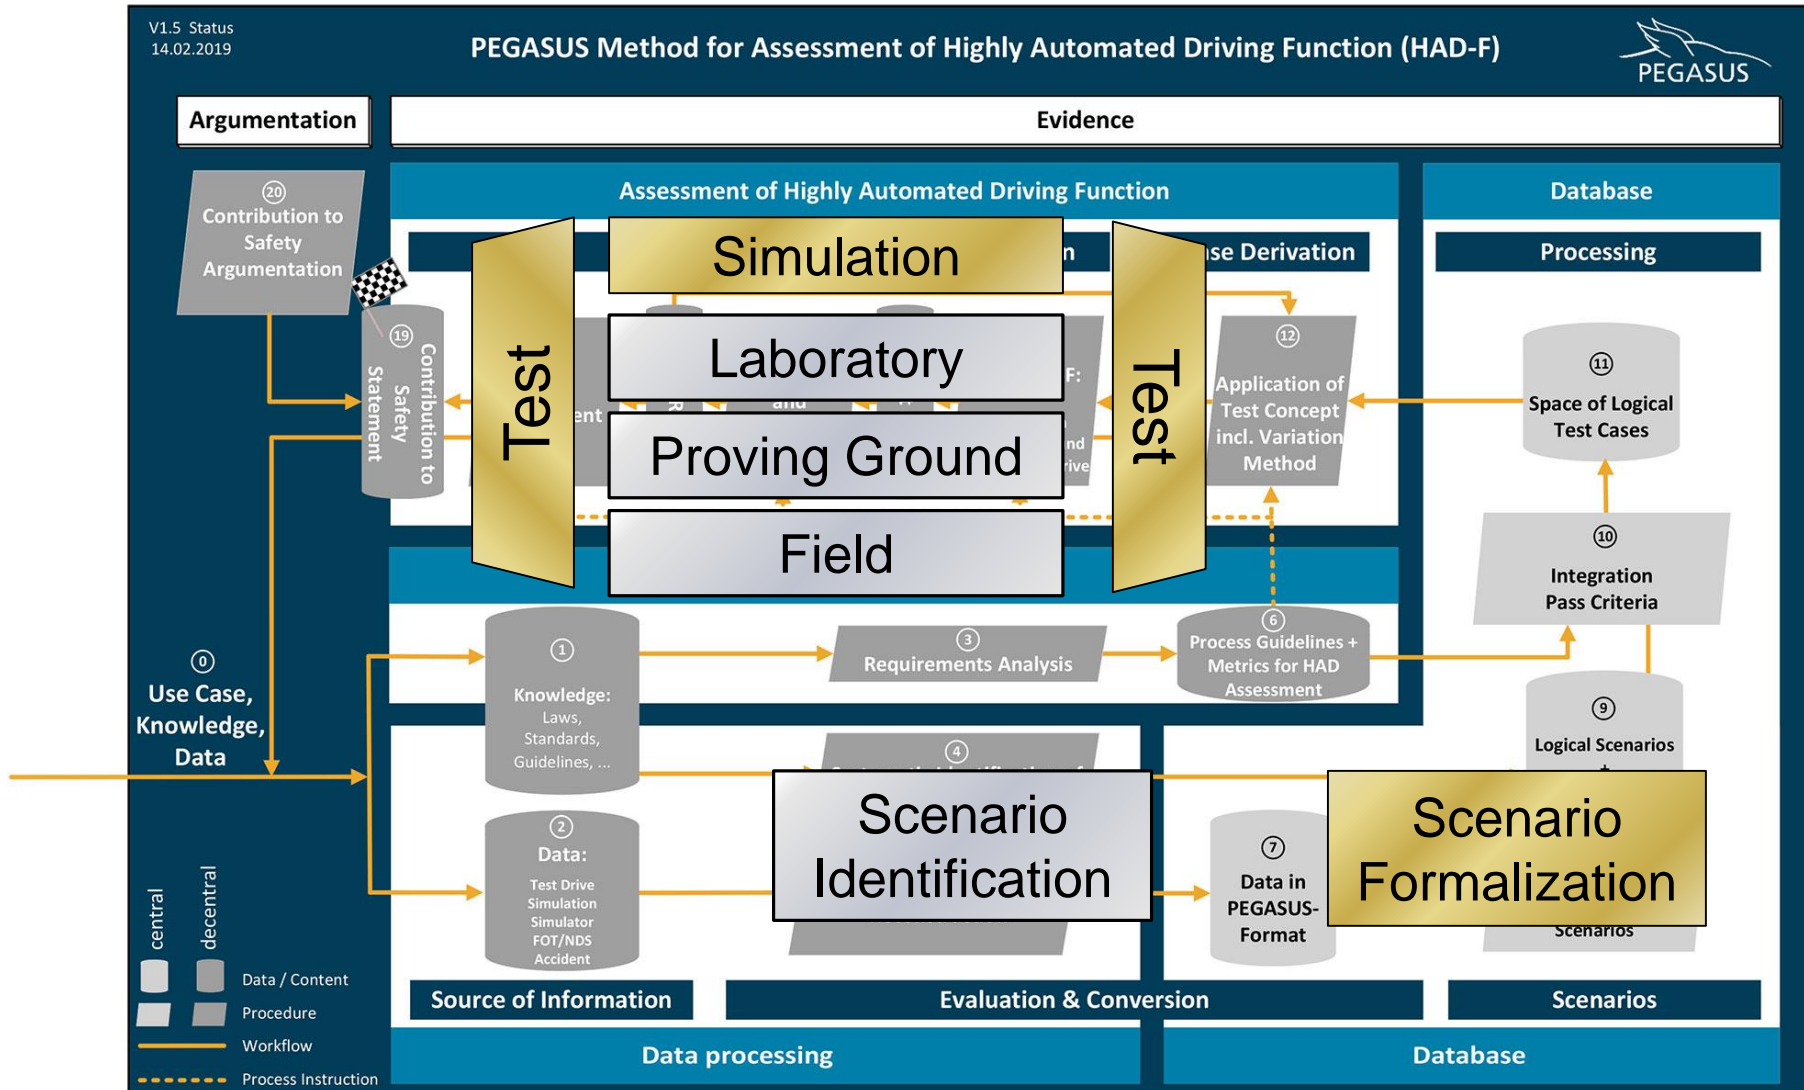 V1.5 Status
14.02.2019
PEGASUS Method for Assessment of Highly Automated Driving Function (HAD-F)
PEGASUS
Argumentation
Evidence
Assessment of Highly Automated Driving Function
Database
20
Contribution to
Safety
Argumentation
Simulation
Derivation
Processing
19
Contribution to
Safety
Statement
Test
Laboratory
Proving Ground
Field
and
F:
Test
12
Application of
Test Concept
incl. Variation
Method
11
Space of Logical
Test Cases
10
Integration
Pass Criteria
0
Use Case,
Knowledge,
Data
1
Knowledge:
Laws,
Standards,
Guidelines, ...
3
Requirements Analysis
6
Process Guidelines +
Metrics for HAD
Assessment
9
Logical Scenarios
+
4
Scenario
Identification
Scenario
Formalization
Scenarios
2
Data:
Test Drive
Simulation
Simulator
FOT/NDS
Accident
7
Data in
PEGASUS-
Format
central
decentral
Data / Content
Procedure
Workflow
Process Instruction
Source of Information
Evaluation & Conversion
Scenarios
Data processing
Database